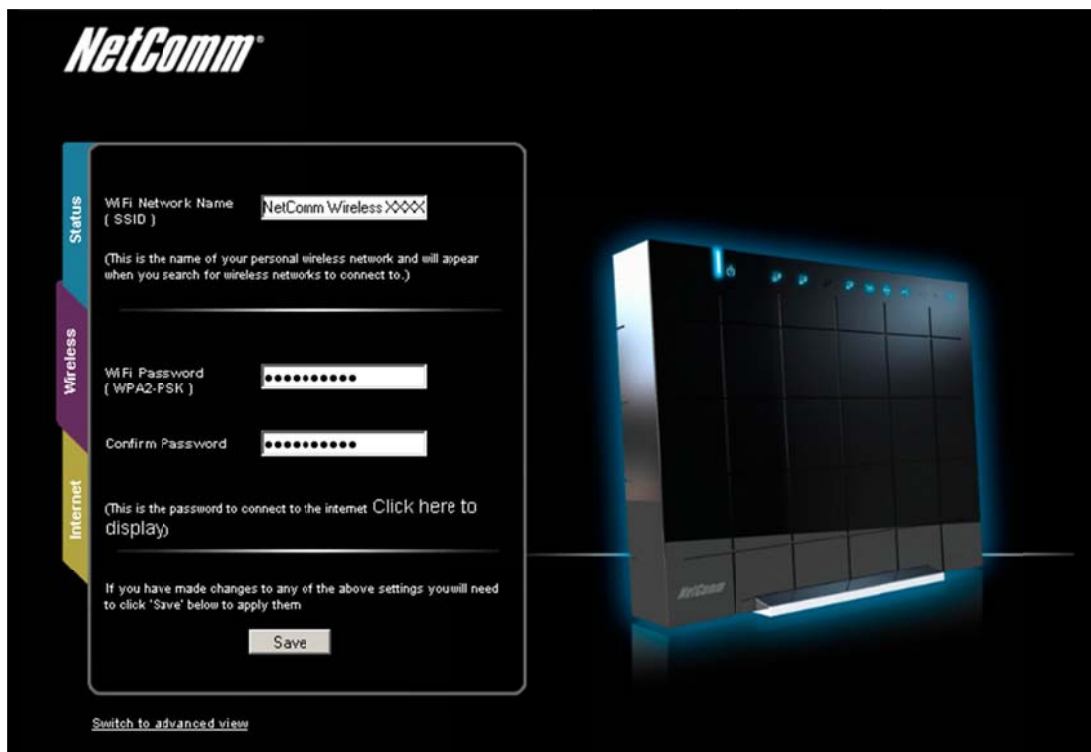 NetComm®
Status
Wireless
Internet
WiFi Network Name
( SSID )
NetComm Wireless XXXX
(This is the name of your personal wireless network and will appear
when you search for wireless networks to connect to.)
WiFi Password
( WPA2-PSK )
●●●●●●●●●●
Confirm Password
●●●●●●●●●●
(This is the password to connect to the internet Click here to
display)
If you have made changes to any of the above settings you will need
to click 'Save' below to apply them
Save
Switch to advanced view
NetComm